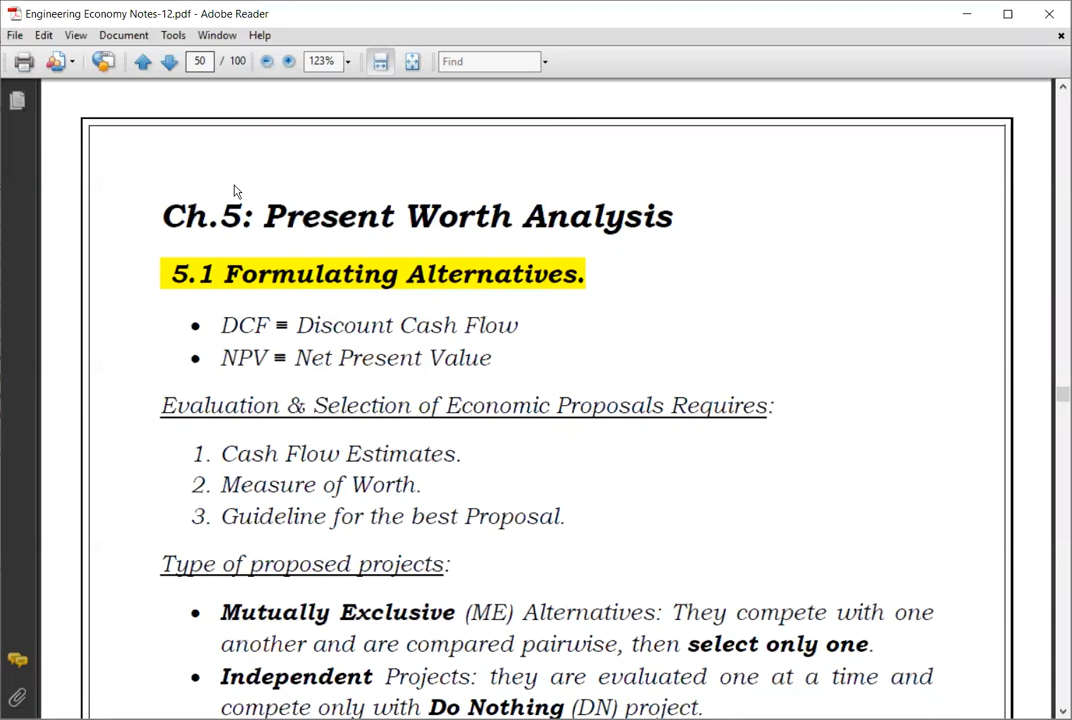 Engineering Economy Notes-12.pdf - Adobe Reader
File Edit View Document Tools Window Help
50 / 100 123% Find
Ch.5: Present Worth Analysis
5.1 Formulating Alternatives.
• DCF ≡ Discount Cash Flow
• NPV ≡ Net Present Value
Evaluation & Selection of Economic Proposals Requires:
1. Cash Flow Estimates.
2. Measure of Worth.
3. Guideline for the best Proposal.
Type of proposed projects:
• Mutually Exclusive (ME) Alternatives: They compete with one
another and are compared pairwise, then select only one.
• Independent Projects: they are evaluated one at a time and
compete only with Do Nothing (DN) project.